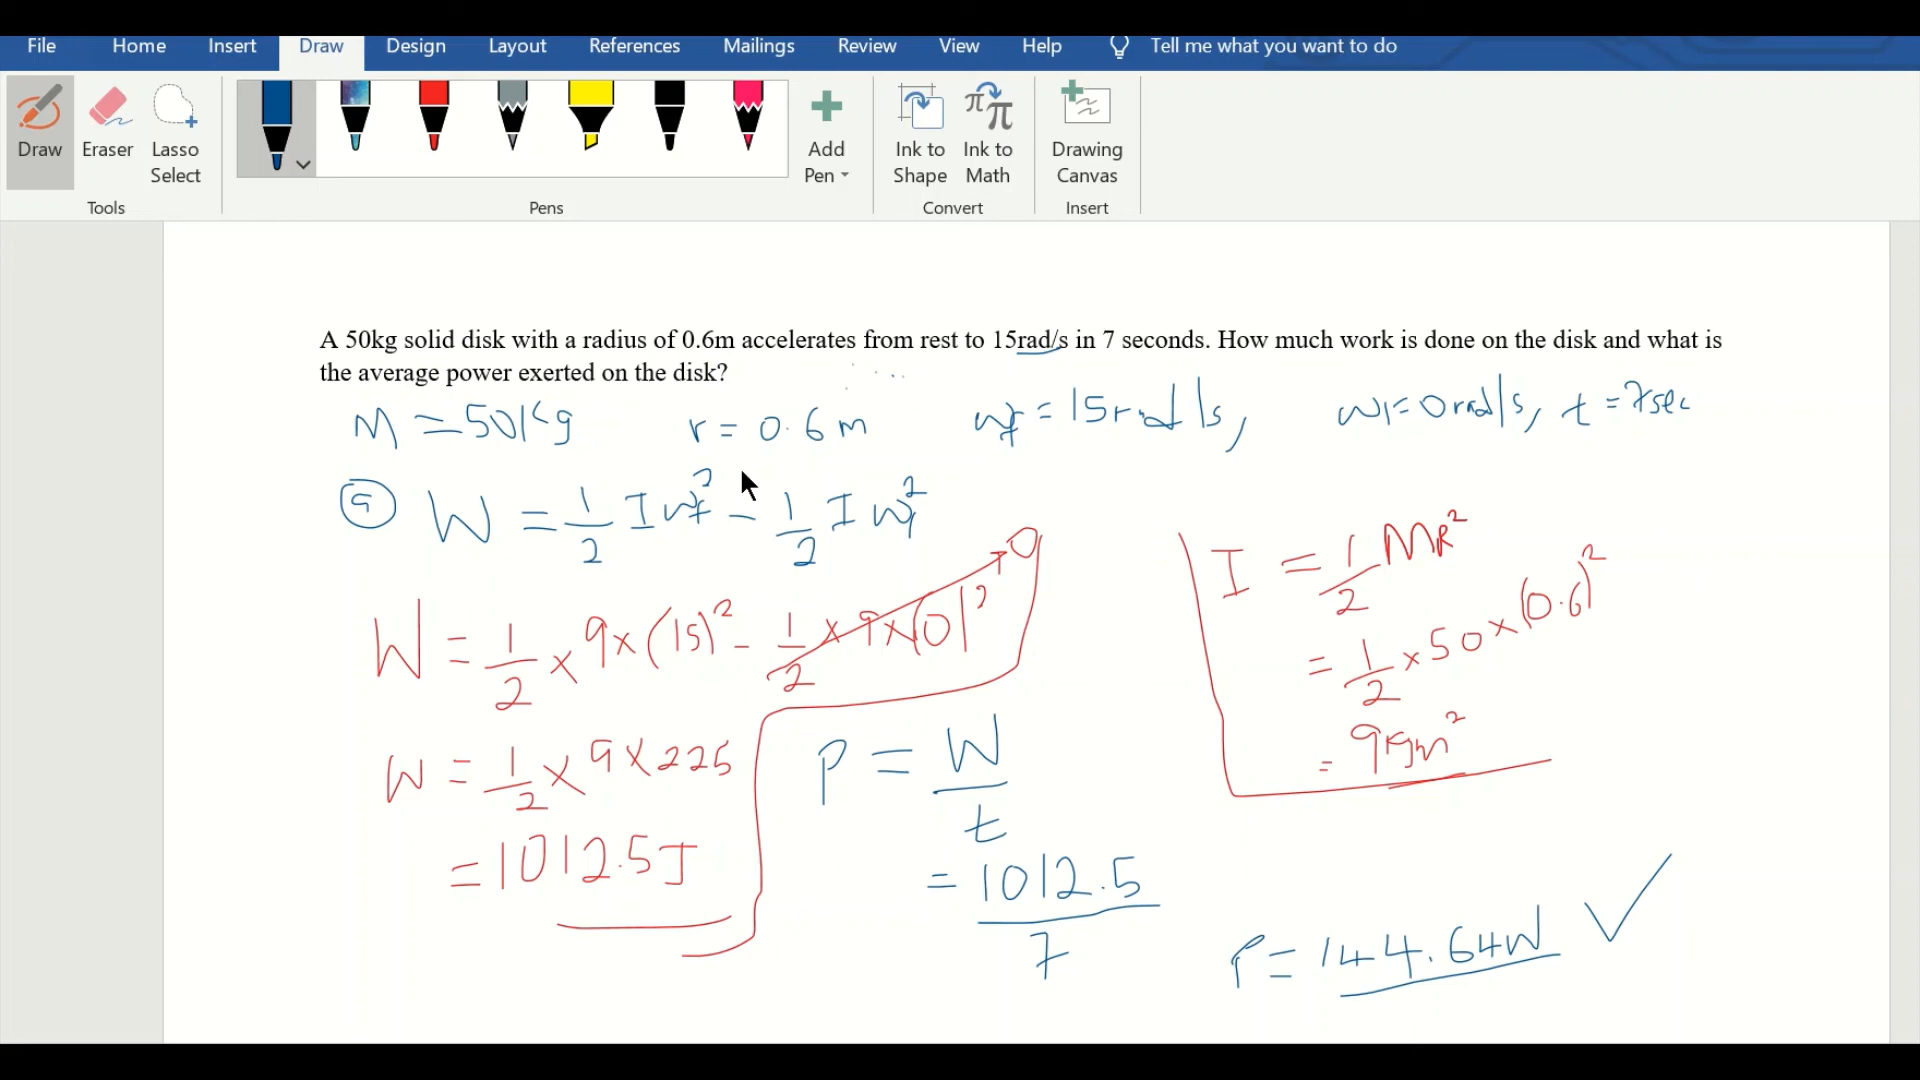 File Home Insert Draw Design Layout References Mailings Review View Help Tell me what you want to do
Draw Eraser Lasso Select
Add Pen
Ink to Shape Ink to Math
Drawing Canvas
Tools Pens Convert Insert
A 50kg solid disk with a radius of 0.6m accelerates from rest to 15rad/s in 7 seconds. How much work is done on the disk and what is
the average power exerted on the disk?
M = 50kg r = 0.6m wf = 15rad/s, wi = 0rad/s, t = 7sec
a W = 1/2 I wf² - 1/2 I wi²
W = 1/2 × 9 × (15)² - 1/2 × 9 × (0)² 0
W = 1/2 × 9 × 225
= 1012.5J
I = 1/2 MR²
= 1/2 × 50 × (0.6)²
= 9kgm²
P = W/t
= 1012.5/7
P = 144.64W